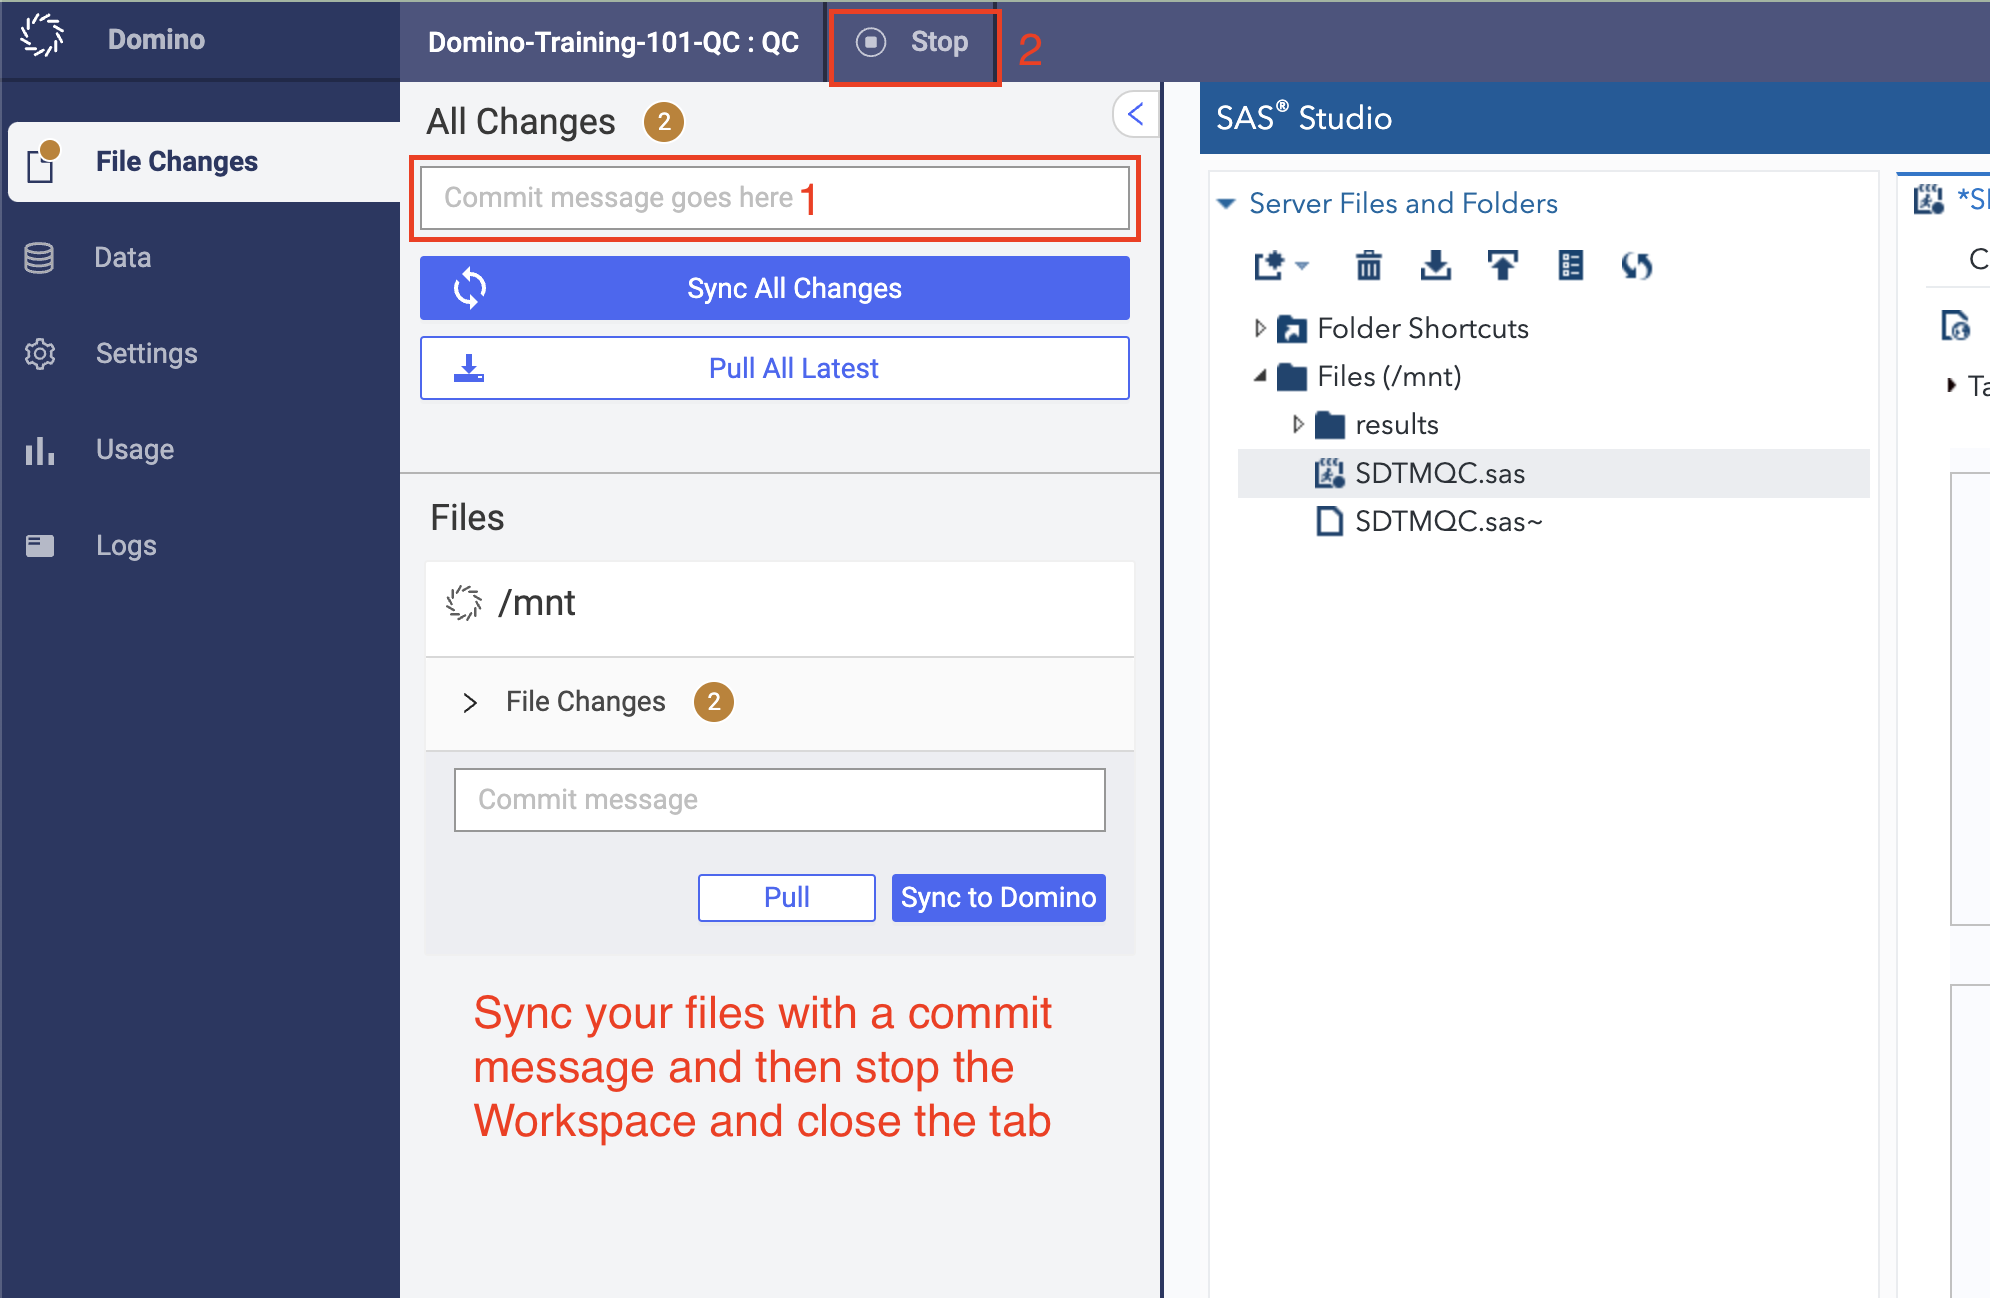 Domino
Domino-Training-101-QC : QC
Stop
2
File Changes
Data
Settings
Usage
Logs
All Changes
2
Commit message goes here
1
Sync All Changes
Pull All Latest
Files
/mnt
File Changes
2
Commit message
Pull
Sync to Domino
Sync your files with a commit
message and then stop the
Workspace and close the tab
SAS® Studio
Server Files and Folders
Folder Shortcuts
Files (/mnt)
results
SDTMQC.sas
SDTMQC.sas~